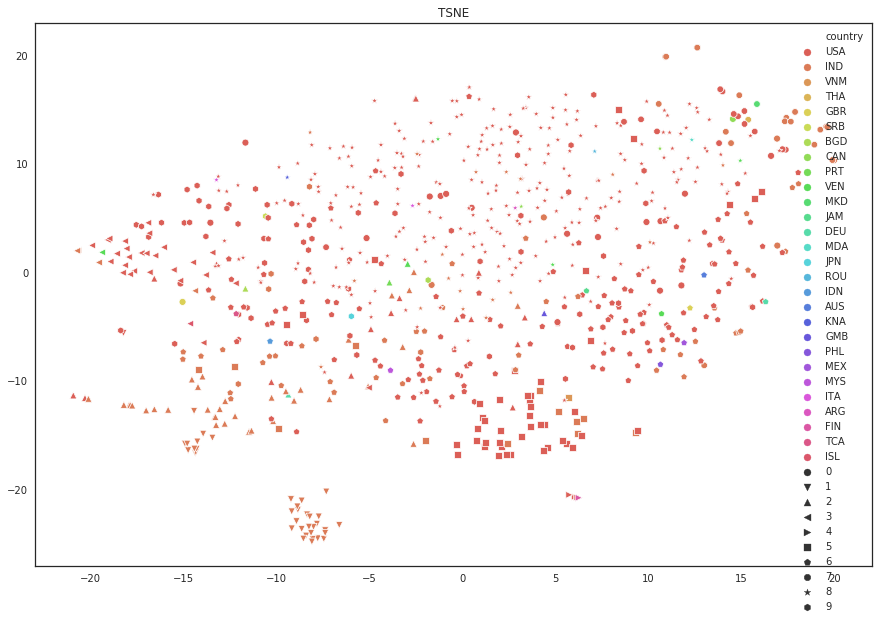 TSNE
20
10
0
−10
−20
−20
−15
−10
−5
0
5
10
15
20
country
USA
IND
VNM
THA
GBR
SRB
BGD
CAN
PRT
VEN
MKD
JAM
DEU
MDA
JPN
ROU
IDN
AUS
KNA
GMB
PHL
MEX
MYS
ITA
ARG
FIN
TCA
ISL
0
1
2
3
4
5
6
7
8
9